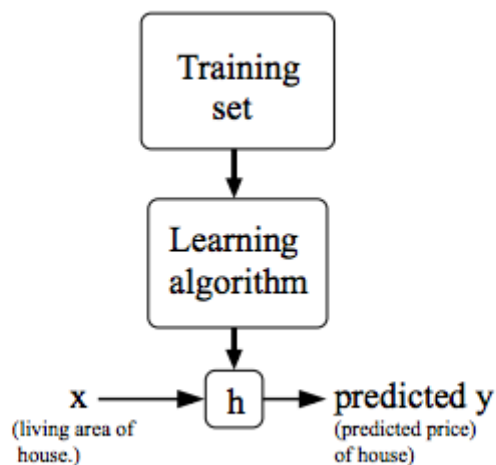 Training
set
Learning
algorithm
x
h
predicted y
(living area of
house.)
(predicted price)
of house)